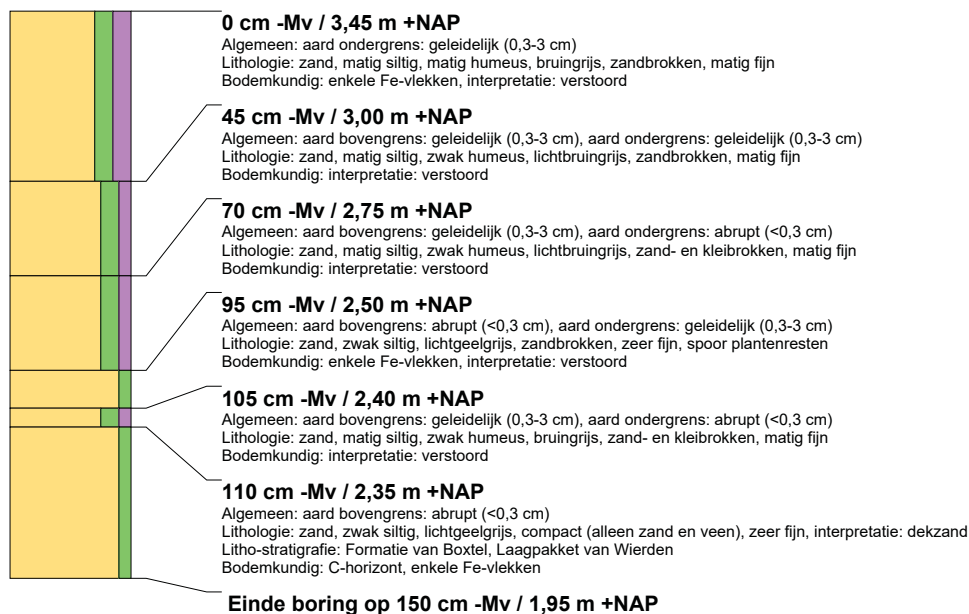 0 cm -Mv / 3,45 m +NAP
Algemeen: aard ondergrens: geleidelijk (0,3-3 cm)
Lithologie: zand, matig siltig, matig humeus, bruingrijs, zandbrokken, matig fijn
Bodemkundig: enkele Fe-vlekken, interpretatie: verstoord
45 cm -Mv / 3,00 m +NAP
Algemeen: aard bovengrens: geleidelijk (0,3-3 cm), aard ondergrens: geleidelijk (0,3-3 cm)
Lithologie: zand, matig siltig, zwak humeus, lichtbruingrijs, zandbrokken, matig fijn
Bodemkundig: interpretatie: verstoord
70 cm -Mv / 2,75 m +NAP
Algemeen: aard bovengrens: geleidelijk (0,3-3 cm), aard ondergrens: abrupt (<0,3 cm)
Lithologie: zand, matig siltig, zwak humeus, lichtbruingrijs, zand- en kleibrokken, matig fijn
Bodemkundig: interpretatie: verstoord
95 cm -Mv / 2,50 m +NAP
Algemeen: aard bovengrens: abrupt (<0,3 cm), aard ondergrens: geleidelijk (0,3-3 cm)
Lithologie: zand, zwak siltig, lichtgeelgrijs, zandbrokken, zeer fijn, spoor plantenresten
Bodemkundig: enkele Fe-vlekken, interpretatie: verstoord
105 cm -Mv / 2,40 m +NAP
Algemeen: aard bovengrens: geleidelijk (0,3-3 cm), aard ondergrens: abrupt (<0,3 cm)
Lithologie: zand, matig siltig, zwak humeus, bruingrijs, zand- en kleibrokken, matig fijn
Bodemkundig: interpretatie: verstoord
110 cm -Mv / 2,35 m +NAP
Algemeen: aard bovengrens: abrupt (<0,3 cm)
Lithologie: zand, zwak siltig, lichtgeelgrijs, compact (alleen zand en veen), zeer fijn, interpretatie: dekzand
Litho-stratigrafie: Formatie van Boxtel, Laagpakket van Wierden
Bodemkundig: C-horizont, enkele Fe-vlekken
Einde boring op 150 cm -Mv / 1,95 m +NAP